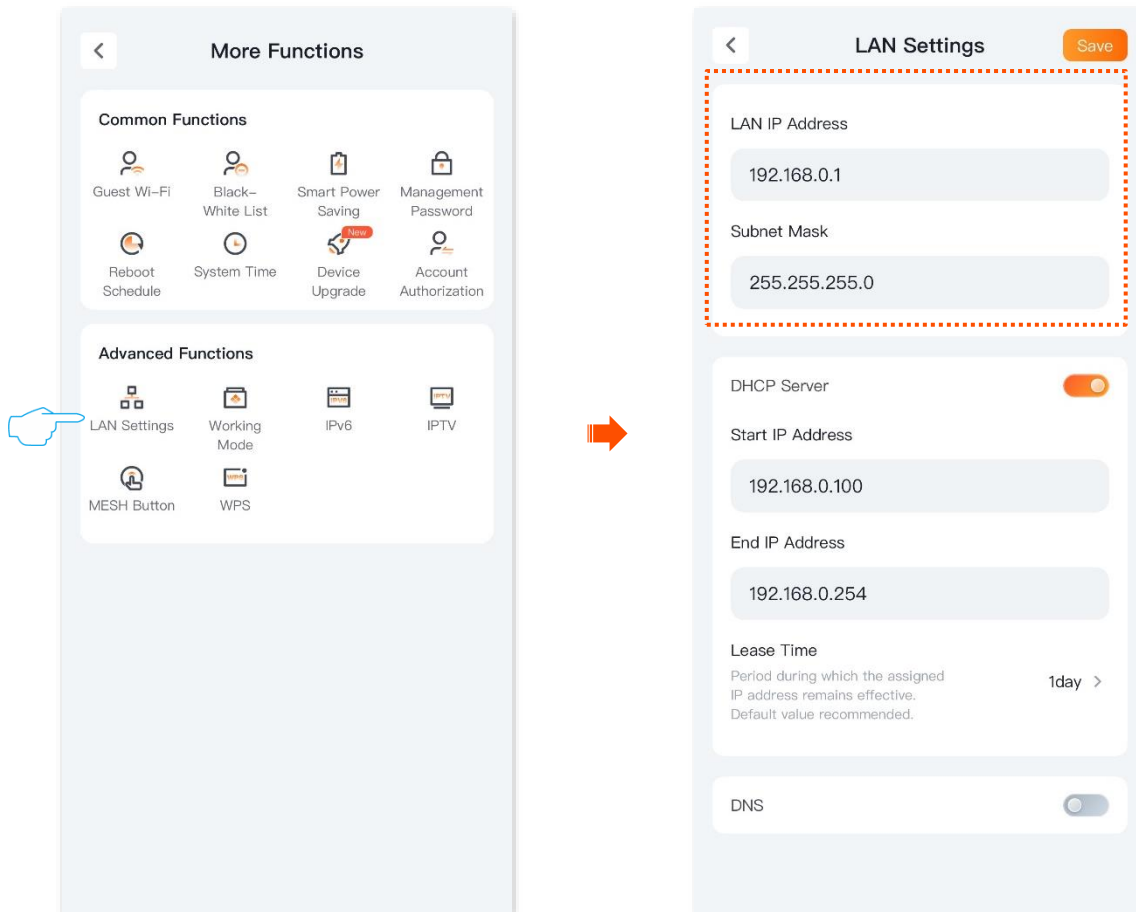 More Functions
Common Functions
Guest Wi-Fi
Black-
White List
Smart Power
Saving
Management
Password
Reboot
Schedule
System Time
New
Device
Upgrade
Account
Authorization
Advanced Functions
LAN Settings
Working
Mode
IPV6
IPv6
IPTV
IPTV
MESH Button
WPS
WPS
LAN Settings
Save
LAN IP Address
192.168.0.1
Subnet Mask
255.255.255.0
DHCP Server
Start IP Address
192.168.0.100
End IP Address
192.168.0.254
Lease Time
Period during which the assigned
IP address remains effective.
Default value recommended.
1day
DNS